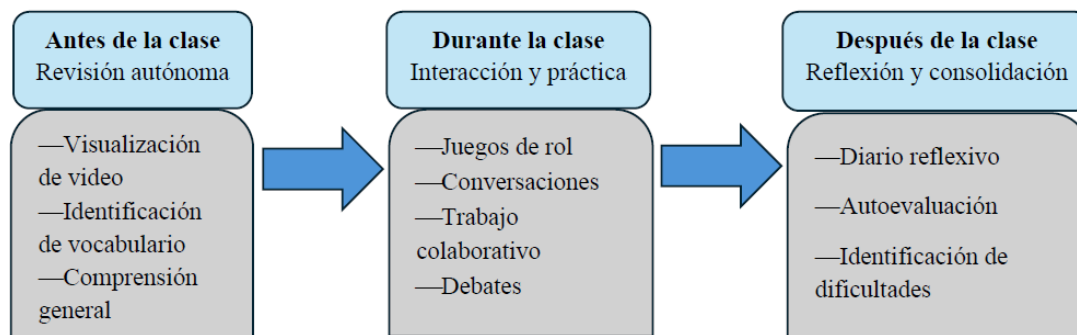 Antes de la clase
Revisión autónoma
—Visualización
de video
—Identificación
de vocabulario
—Comprensión
general
Durante la clase
Interacción y práctica
—Juegos de rol
—Conversaciones
—Trabajo
colaborativo
—Debates
Después de la clase
Reflexión y consolidación
—Diario reflexivo
—Autoevaluación
—Identificación de
dificultades